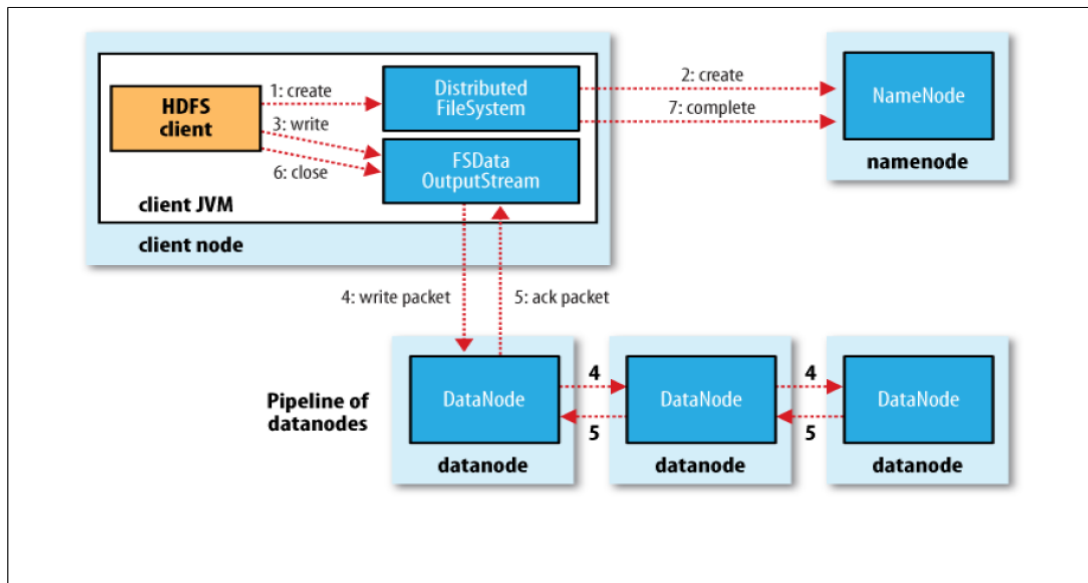 HDFS
client
1: create
3: write
6: close
Distributed
FileSystem
FSData
OutputStream
client JVM
client node
2: create
7: complete
NameNode
namenode
4: write packet
5: ack packet
Pipeline of
datanodes
DataNode
datanode
4
5
DataNode
datanode
4
5
DataNode
datanode